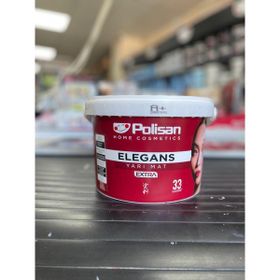 A+
Polisan
HOME COSMETICS
ELEGANS
YARI MAT
EXTRA
33